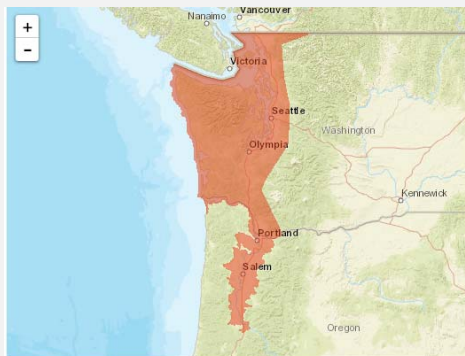 Vancouver
Nanaimo
+
−
Victoria
Seattle
Washington
Olympia
Kennewick
Portland
Salem
Oregon